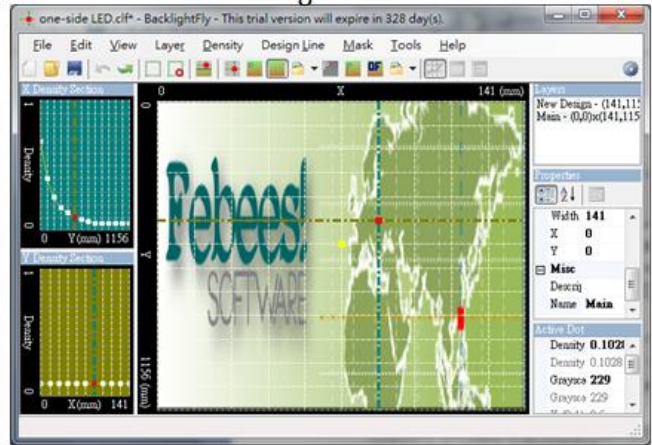 one-side LED.clf* - BacklightFly - This trial version will expire in 328 day(s).
File Edit View Layer Density Design Line Mask Tools Help
DF
X Density Section
1
Density
0
0 Y(mm) 1156
Y Density Section
1
Density
0
0 X(mm) 141
0 X 141 (mm)
0
Y
1156 (mm)
Febees!
SOFTWARE
Layers
New Design - (141,115
Main - (0,0)x(141,115
Properties
Width 141
X 0
Y 0
Misc
Descrip
Name Main
Active Dot
Density 0.1028
Density 0.1028
Graysca 229
Graysca 229